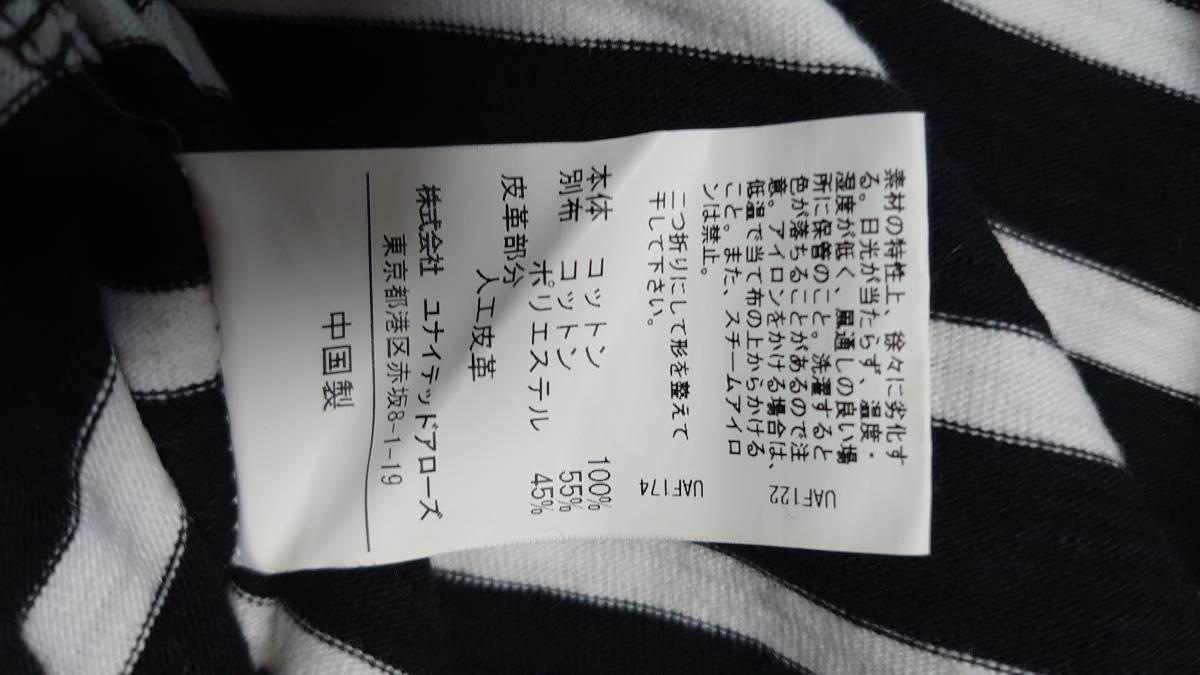 素材の特性上、徐々に劣化す
る。日光が当たらず、温度・
湿度が低く、風通しの良い場
所に保管のこと。洗濯すると
色が落ちることがあるので注
意。アイロンをかける場合は、
低温で当て布の上からかける
こと。また、スチームアイロ
ンは禁止。
UAF122
二つ折りにして形を整えて
干して下さい。
UAF174
本体 コットン 100%
別布 コットン 55%
ポリエステル 45%
皮革部分
人工皮革
株式会社 ユナイテッドアローズ
東京都港区赤坂8-1-19
中国製